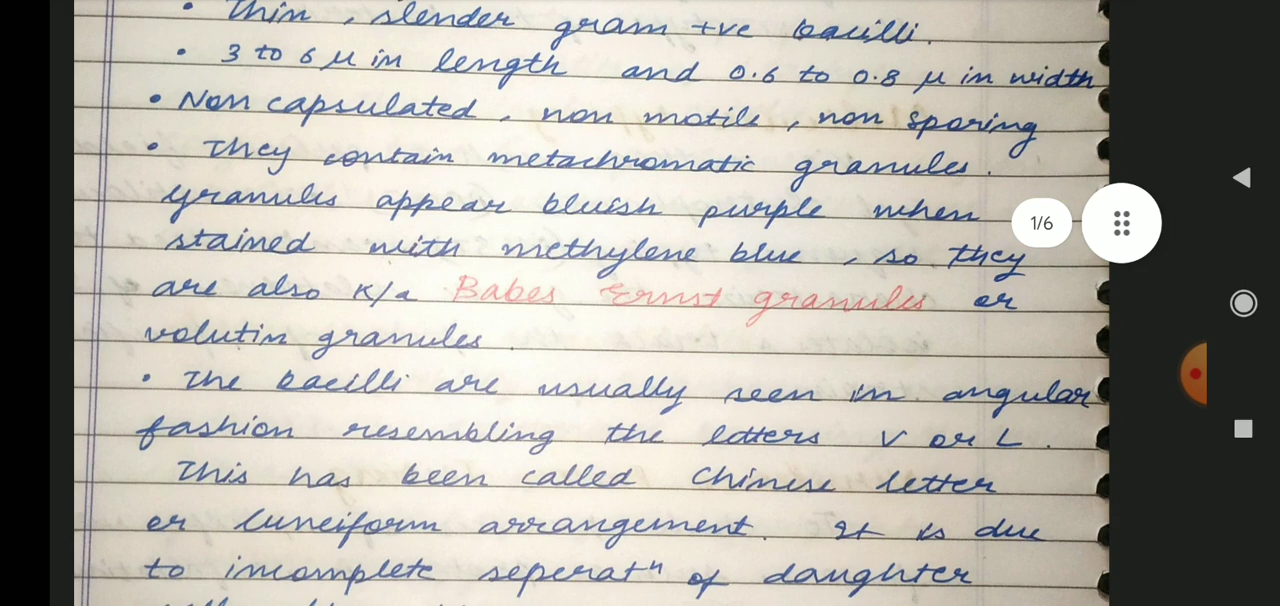 • Thin, slender gram +ve bacilli.
• 3 to 6 μ in length and 0.6 to 0.8 μ in width
• Non capsulated, non motile, non sporing
• They contain metachromatic granules.
Granules appear bluish purple when
stained with methylene blue, so they
are also K/a Babes Ernst granules or
volutin granules.
• The bacilli are usually seen in angular
fashion resembling the letters V or L.
This has been called Chinese letter
or cuneiform arrangement. It is due
to incomplete seperatⁿ of daughter
1/6